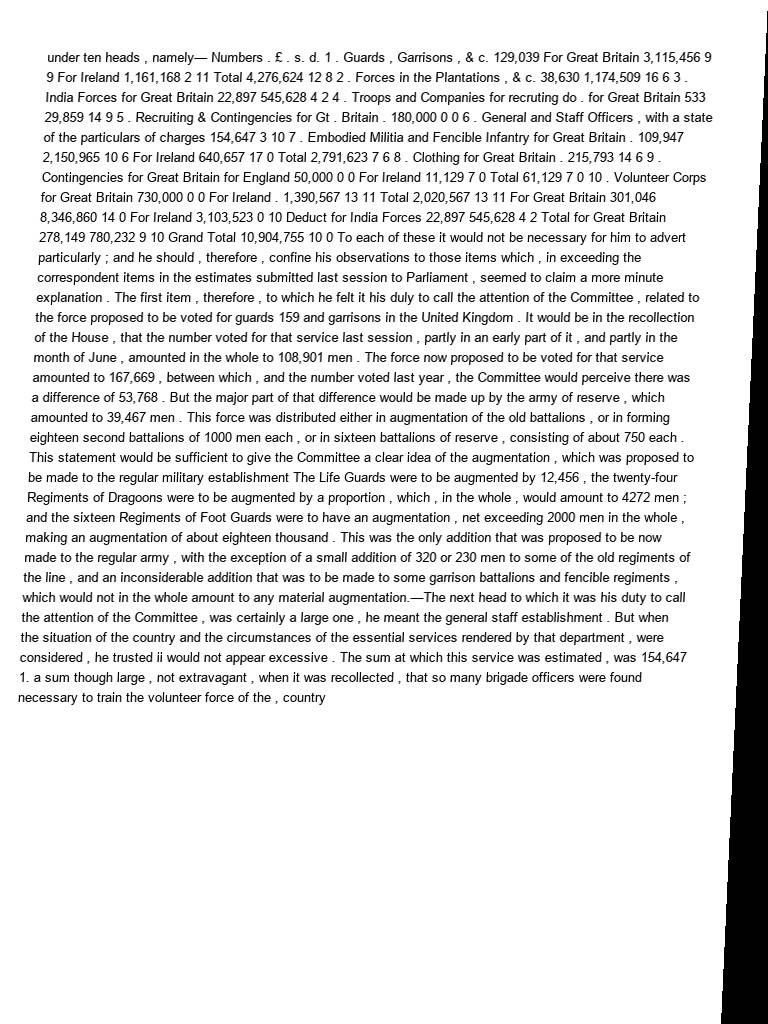 under ten heads , namely— Numbers . £ . s. d. 1 . Guards , Garrisons , & c. 129,039 For Great Britain 3,115,456 9
9 For Ireland 1,161,168 2 11 Total 4,276,624 12 8 2 . Forces in the Plantations , & c. 38,630 1,174,509 16 6 3 .
India Forces for Great Britain 22,897 545,628 4 2 4 . Troops and Companies for recruting do . for Great Britain 533
29,859 14 9 5 . Recruiting & Contingencies for Gt . Britain . 180,000 0 0 6 . General and Staff Officers , with a state
of the particulars of charges 154,647 3 10 7 . Embodied Militia and Fencible Infantry for Great Britain . 109,947
2,150,965 10 6 For Ireland 640,657 17 0 Total 2,791,623 7 6 8 . Clothing for Great Britain . 215,793 14 6 9 .
Contingencies for Great Britain for England 50,000 0 0 For Ireland 11,129 7 0 Total 61,129 7 0 10 . Volunteer Corps
for Great Britain 730,000 0 0 For Ireland . 1,390,567 13 11 Total 2,020,567 13 11 For Great Britain 301,046
8,346,860 14 0 For Ireland 3,103,523 0 10 Deduct for India Forces 22,897 545,628 4 2 Total for Great Britain
278,149 780,232 9 10 Grand Total 10,904,755 10 0 To each of these it would not be necessary for him to advert
particularly ; and he should , therefore , confine his observations to those items which , in exceeding the
correspondent items in the estimates submitted last session to Parliament , seemed to claim a more minute
explanation . The first item , therefore , to which he felt it his duly to call the attention of the Committee , related to
the force proposed to be voted for guards 159 and garrisons in the United Kingdom . It would be in the recollection
of the House , that the number voted for that service last session , partly in an early part of it , and partly in the
month of June , amounted in the whole to 108,901 men . The force now proposed to be voted for that service
amounted to 167,669 , between which , and the number voted last year , the Committee would perceive there was
a difference of 53,768 . But the major part of that difference would be made up by the army of reserve , which
amounted to 39,467 men . This force was distributed either in augmentation of the old battalions , or in forming
eighteen second battalions of 1000 men each , or in sixteen battalions of reserve , consisting of about 750 each .
This statement would be sufficient to give the Committee a clear idea of the augmentation , which was proposed to
be made to the regular military establishment The Life Guards were to be augmented by 12,456 , the twenty-four
Regiments of Dragoons were to be augmented by a proportion , which , in the whole , would amount to 4272 men ;
and the sixteen Regiments of Foot Guards were to have an augmentation , net exceeding 2000 men in the whole ,
making an augmentation of about eighteen thousand . This was the only addition that was proposed to be now
made to the regular army , with the exception of a small addition of 320 or 230 men to some of the old regiments of
the line , and an inconsiderable addition that was to be made to some garrison battalions and fencible regiments ,
which would not in the whole amount to any material augmentation.—The next head to which it was his duty to call
the attention of the Committee , was certainly a large one , he meant the general staff establishment . But when
the situation of the country and the circumstances of the essential services rendered by that department , were
considered , he trusted ii would not appear excessive . The sum at which this service was estimated , was 154,647
1. a sum though large , not extravagant , when it was recollected , that so many brigade officers were found
necessary to train the volunteer force of the , country